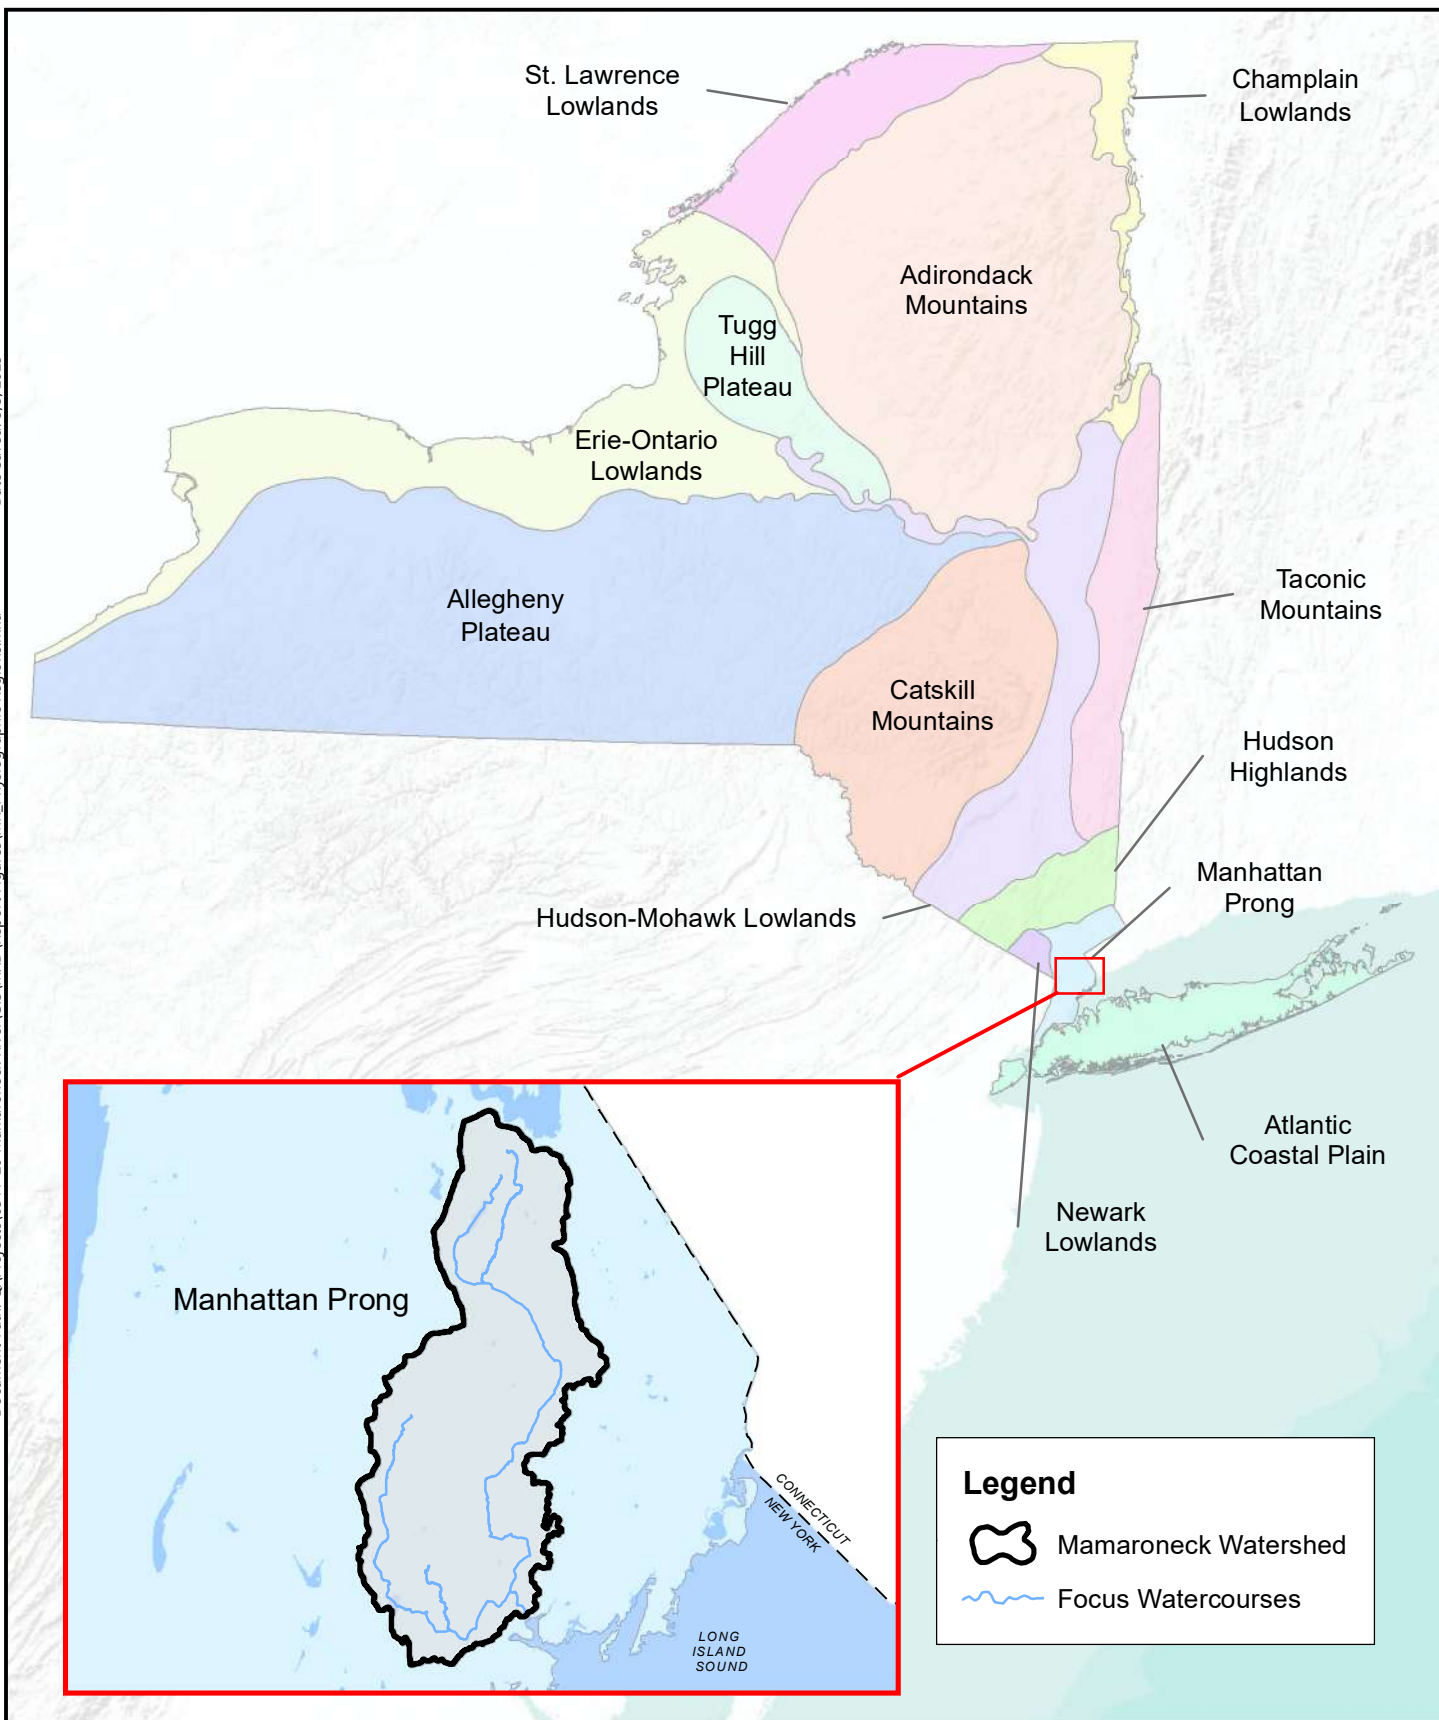 St. Lawrence
Lowlands
Champlain
Lowlands
Adirondack
Mountains
Tugg
Hill
Plateau
Erie-Ontario
Lowlands
Allegheny
Plateau
Taconic
Mountains
Catskill
Mountains
Hudson
Highlands
Manhattan
Prong
Hudson-Mohawk Lowlands
Atlantic
Coastal Plain
Newark
Lowlands
Manhattan Prong
CONNECTICUT
NEW YORK
LONG
ISLAND
SOUND
Legend
Mamaroneck Watershed
Focus Watercourses